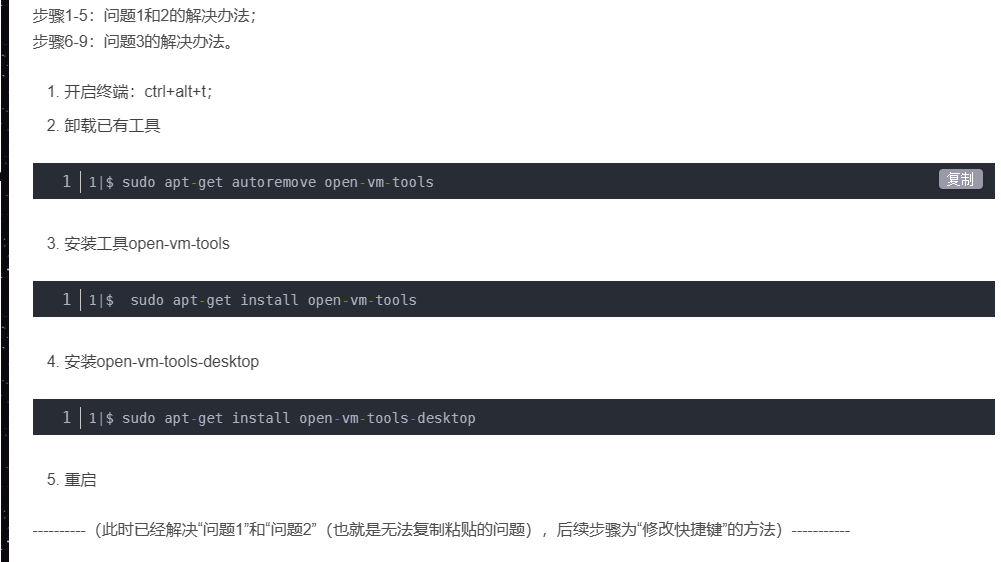 步骤1-5：问题1和2的解决办法；
步骤6-9：问题3的解决办法。
1. 开启终端：ctrl+alt+t；
2. 卸载已有工具
1 1|$ sudo apt-get autoremove open-vm-tools 复制
3. 安装工具open-vm-tools
1 1|$  sudo apt-get install open-vm-tools
4. 安装open-vm-tools-desktop
1 1|$ sudo apt-get install open-vm-tools-desktop
5. 重启
----------（此时已经解决“问题1”和“问题2”（也就是无法复制粘贴的问题），后续步骤为“修改快捷键”的方法）-----------